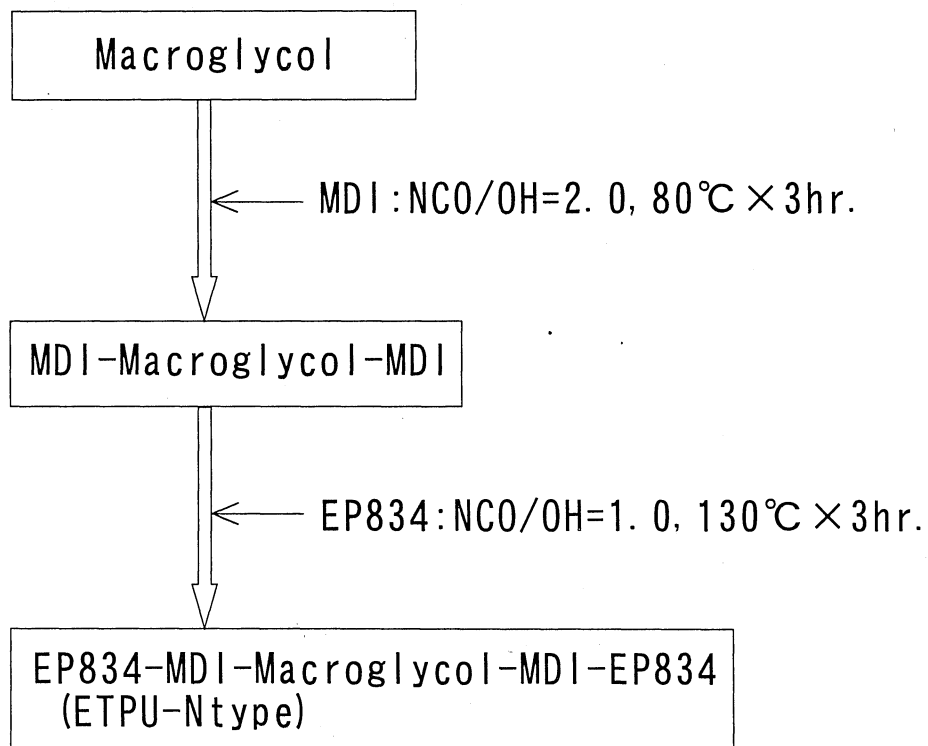 Macroglycol
MDI:NCO/OH=2.0, 80℃×3hr.
MDI-Macroglycol-MDI
EP834:NCO/OH=1.0, 130℃×3hr.
EP834-MDI-Macroglycol-MDI-EP834
(ETPU-Ntype)